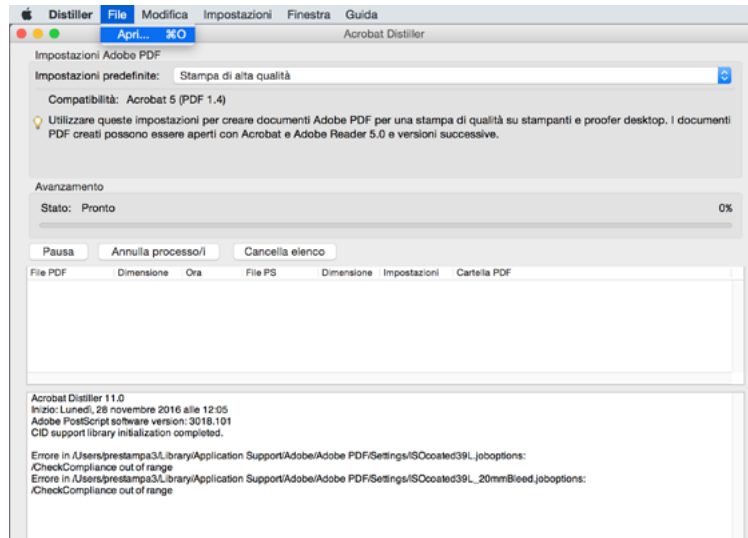 Distiller File Modifica Impostazioni Finestra Guida
Apri... ⌘O
Acrobat Distiller
Impostazioni Adobe PDF
Impostazioni predefinite: Stampa di alta qualità
Compatibilità: Acrobat 5 (PDF 1.4)
Utilizzare queste impostazioni per creare documenti Adobe PDF per una stampa di qualità su stampanti e proofer desktop. I documenti
PDF creati possono essere aperti con Acrobat e Adobe Reader 5.0 e versioni successive.
Avanzamento
Stato: Pronto 0%
Pausa Annulla processo/i Cancella elenco
File PDF Dimensione Ora File PS Dimensione Impostazioni Cartella PDF
Acrobat Distiller 11.0
Inizio: Lunedì, 28 novembre 2016 alle 12:05
Adobe PostScript software version: 3018.101
CID support library initialization completed.
Errore in /Users/prestampa3/Library/Application Support/Adobe/Adobe PDF/Settings/ISOcoated39L.joboptions:
/CheckCompliance out of range
Errore in /Users/prestampa3/Library/Application Support/Adobe/Adobe PDF/Settings/ISOcoated39L_20mmBleed.joboptions:
/CheckCompliance out of range